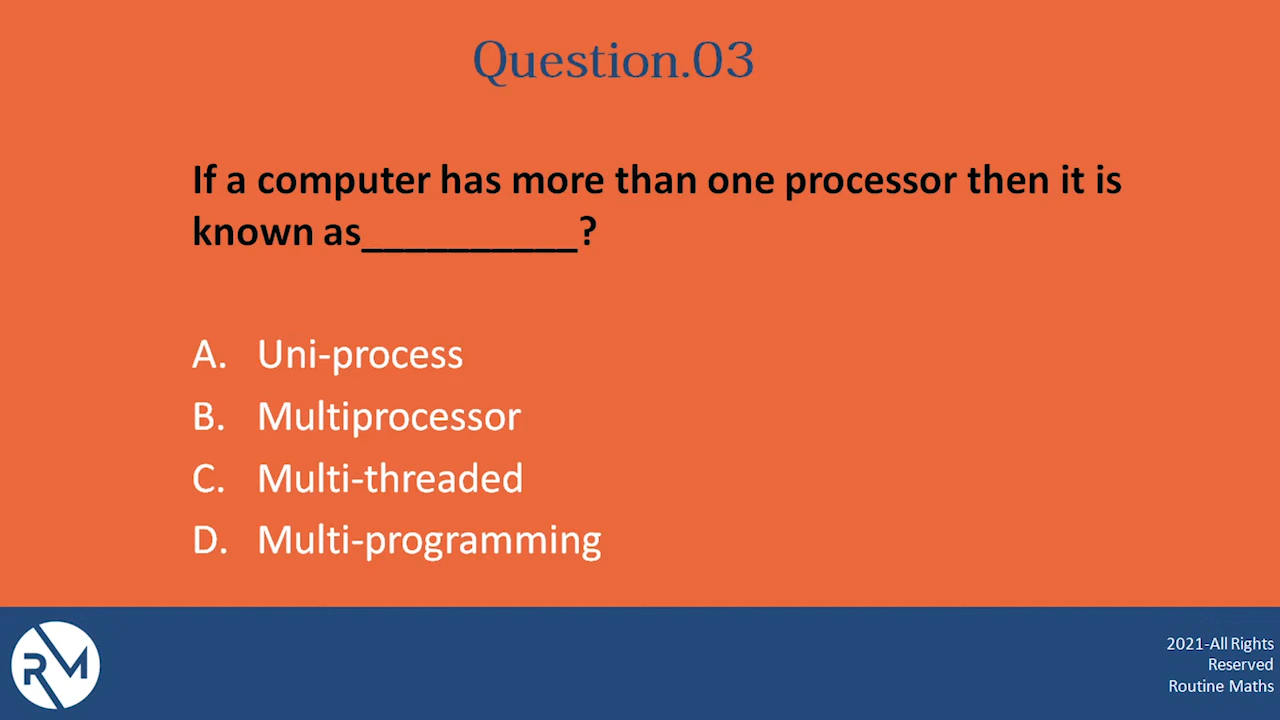 Question.03
If a computer has more than one processor then it is
known as__________?
A. Uni-process
B. Multiprocessor
C. Multi-threaded
D. Multi-programming
RM
2021-All Rights
Reserved
Routine Maths